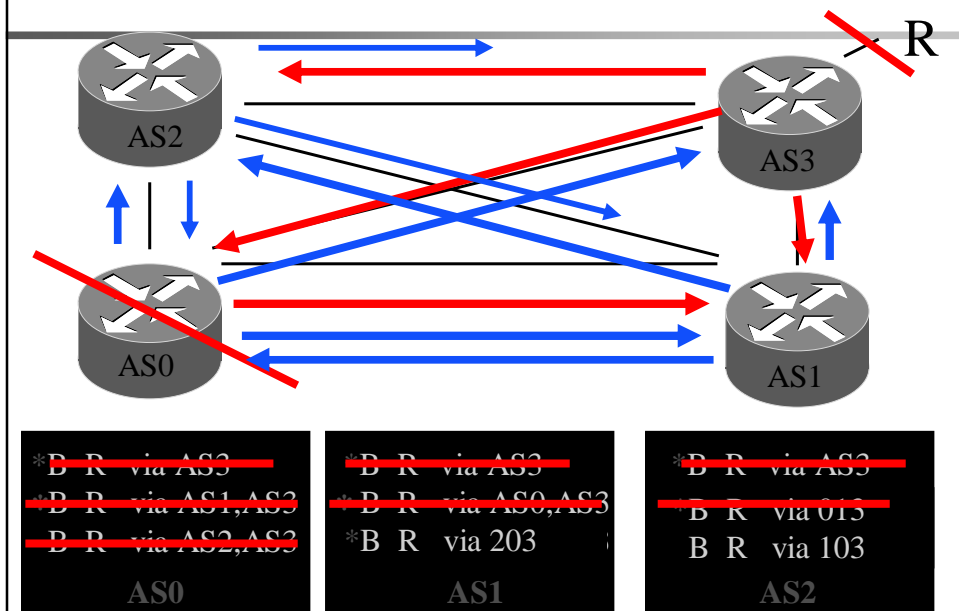 R
AS2
AS3
AS0
AS1
*B R via AS3
*B R via AS1,AS3
B R via AS2,AS3
AS0
*B R via AS3
* B R via AS0,AS3
*B R via 203
AS1
*B R via AS3
*B R via 013
B R via 103
AS2